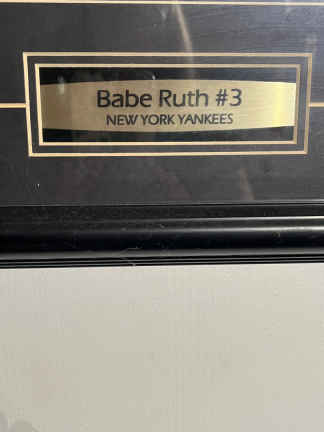 Babe Ruth #3
NEW YORK YANKEES